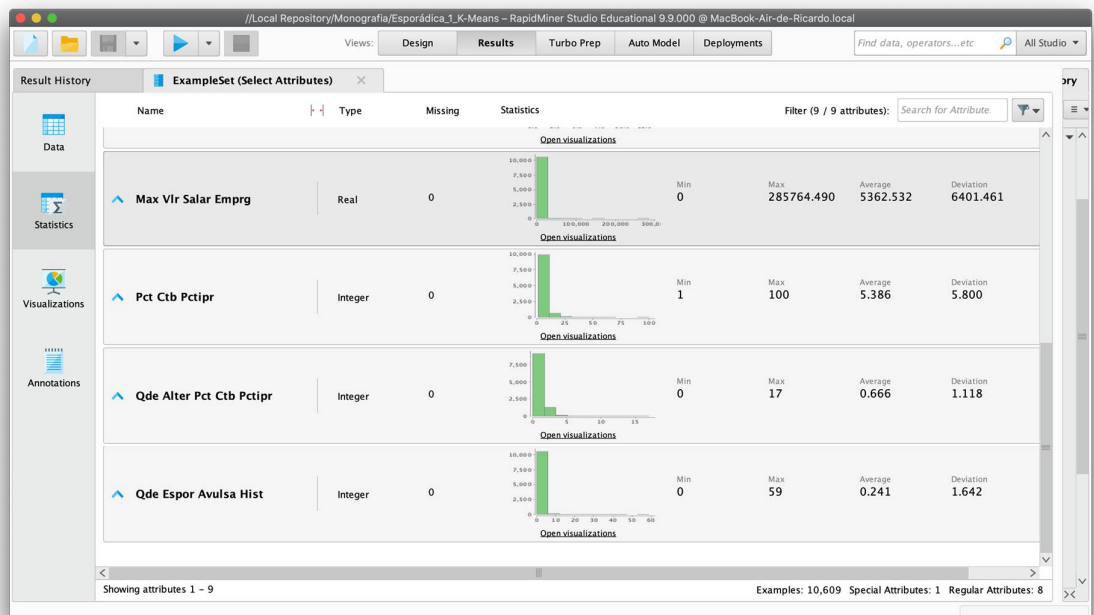 //Local Repository/Monografia/Esporádica_1_K-Means – RapidMiner Studio Educational 9.9.000 @ MacBook-Air-de-Ricardo.local
Views: Design Results Turbo Prep Auto Model Deployments Find data, operators...etc All Studio
Result History ExampleSet (Select Attributes)
Name Type Missing Statistics Filter (9 / 9 attributes): Search for Attribute
Data
Statistics
Visualizations
Annotations
Open visualizations
Max Vlr Salar Emprg Real 0
10,000
7,500
5,000
2,500
0
0 100,000 200,000
Open visualizations
Min Max Average Deviation
0 285764.490 5362.532 6401.461
Pct Ctb Pctipr Integer 0
10,000
7,500
5,000
2,500
0
0 25 50 75 100
Open visualizations
Min Max Average Deviation
1 100 5.386 5.800
Qde Alter Pct Ctb Pctipr Integer 0
7,500
5,000
2,500
0
0 5 10 15
Open visualizations
Min Max Average Deviation
0 17 0.666 1.118
Qde Espor Avulsa Hist Integer 0
10,000
7,500
5,000
2,500
0
0 10 20 30 40 50 60
Open visualizations
Min Max Average Deviation
0 59 0.241 1.642
Showing attributes 1 – 9 Examples: 10,609 Special Attributes: 1 Regular Attributes: 8